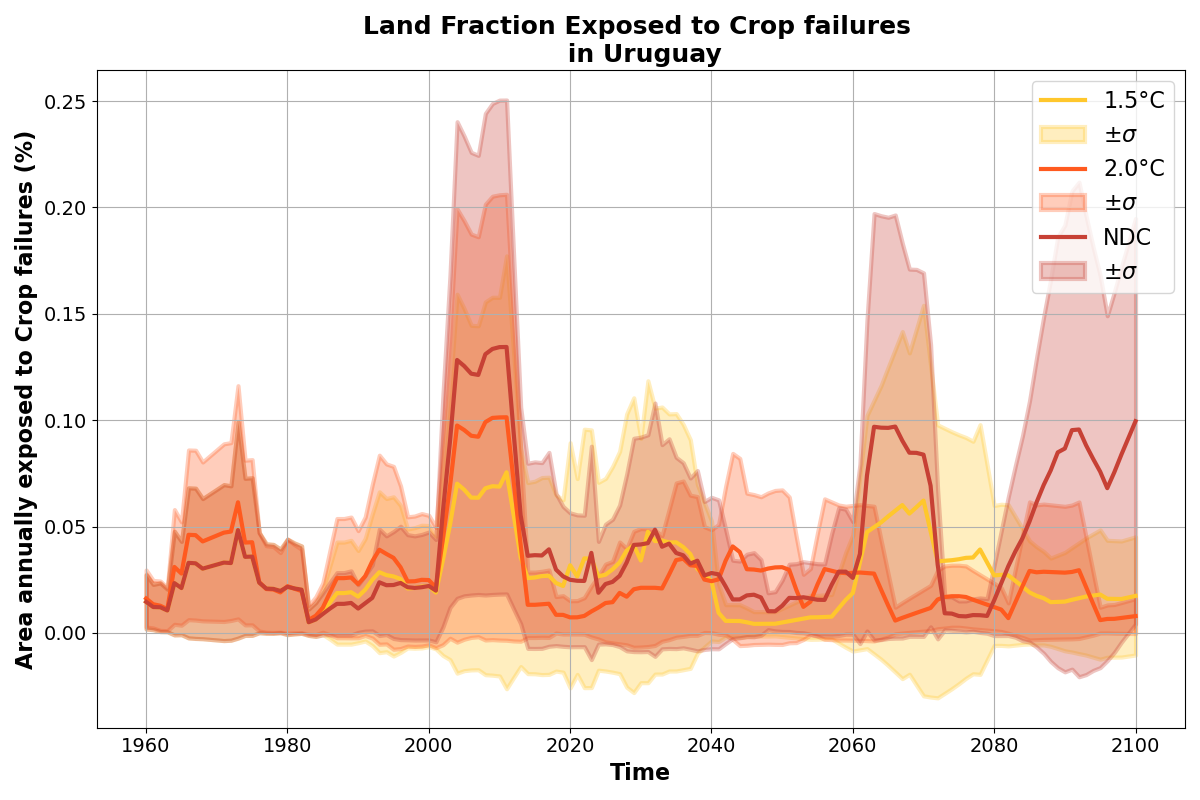 Land Fraction Exposed to Crop failures
in Uruguay
Area annually exposed to Crop failures (%)
0.25
0.20
0.15
0.10
0.05
0.00
1.5°C
±σ
2.0°C
±σ
NDC
±σ
1960
1980
2000
2020
2040
2060
2080
2100
Time